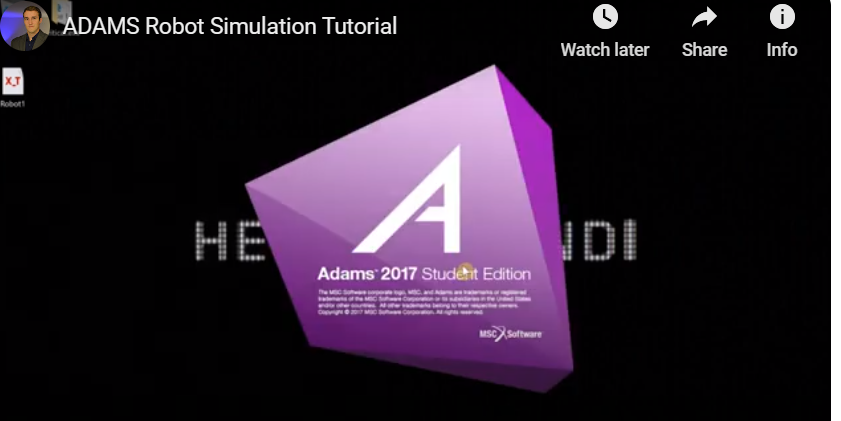 ADAMS Robot Simulation Tutorial
Watch later
Share
Info
X_T
Robot1
HE
NDI
A
Adams® 2017 Student Edition
The MSC Software corporate logo, MSC, and Adams are trademarks or registered
trademarks of the MSC Software Corporation or its subsidiaries in the United States
and/or other countries. All other trademarks belong to their respective owners.
Copyright © 2017 MSC Software Corporation. All rights reserved.
MSC Software